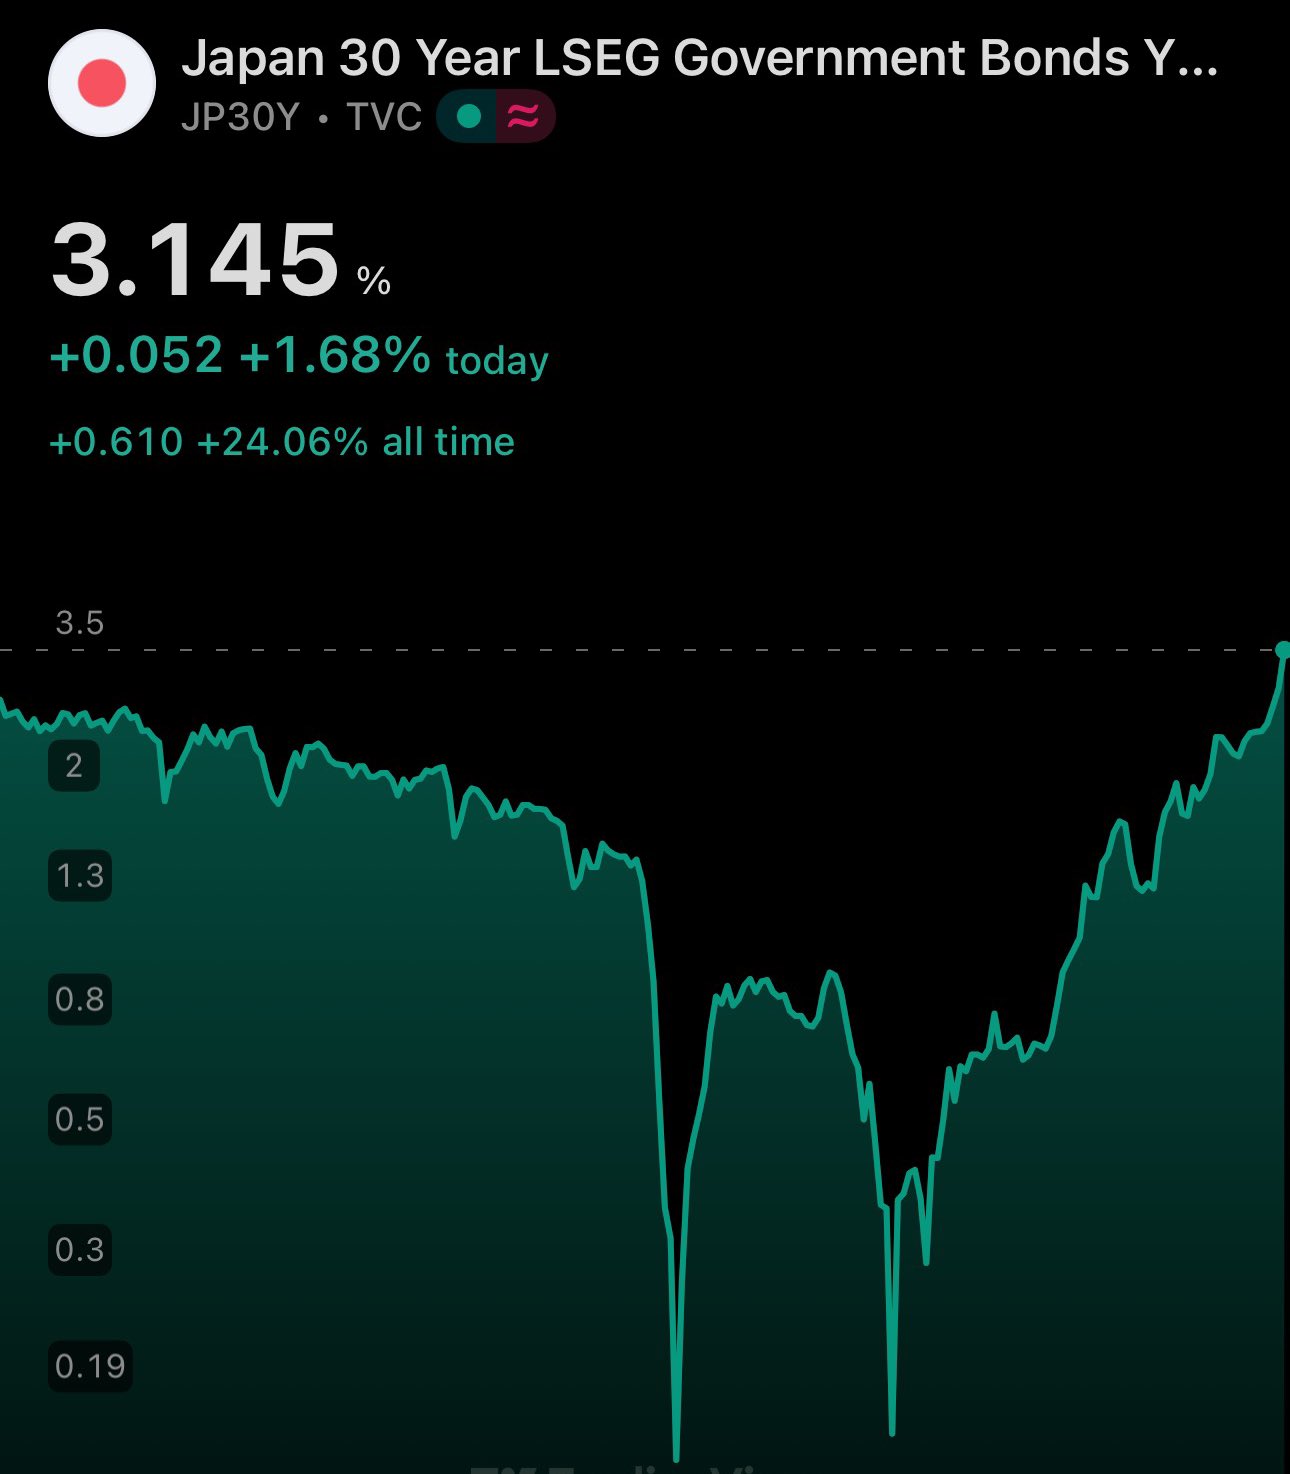 Japan 30 Year LSEG Government Bonds Y...
JP30Y • TVC
3.145 %
+0.052 +1.68% today
+0.610 +24.06% all time
3.5
2
1.3
0.8
0.5
0.3
0.19